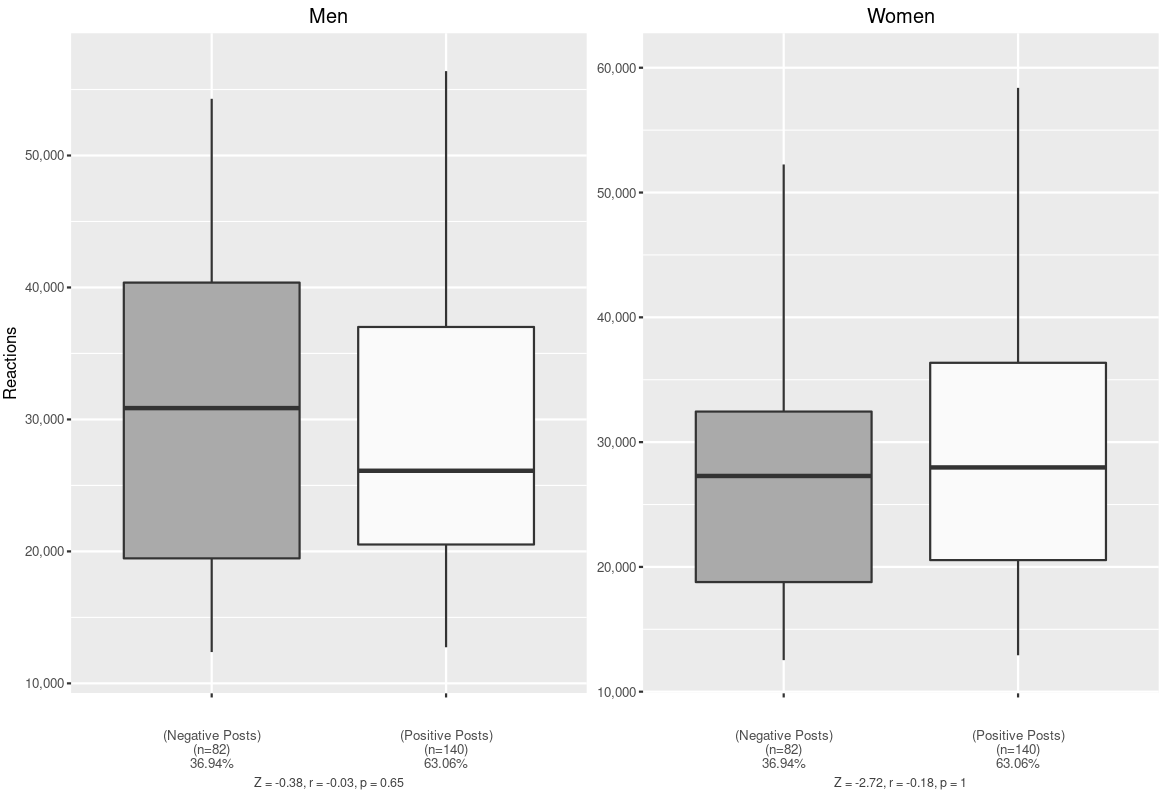 Men
Reactions
50,000
40,000
30,000
20,000
10,000
(Negative Posts)
(n=82)
36.94%
(Positive Posts)
(n=140)
63.06%
Z = -0.38, r = -0.03, p = 0.65
Women
60,000
50,000
40,000
30,000
20,000
10,000
(Negative Posts)
(n=82)
36.94%
(Positive Posts)
(n=140)
63.06%
Z = -2.72, r = -0.18, p = 1